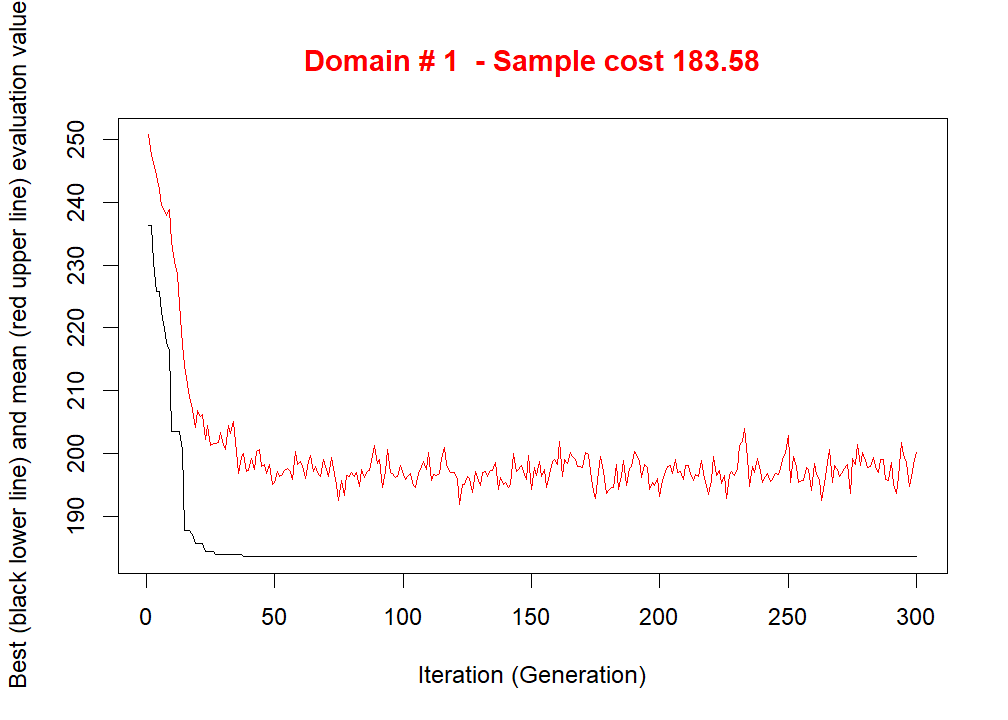 Domain # 1  - Sample cost 183.58
Best (black lower line) and mean (red upper line) evaluation value
250
240
230
220
210
200
190
0 50 100 150 200 250 300
Iteration (Generation)